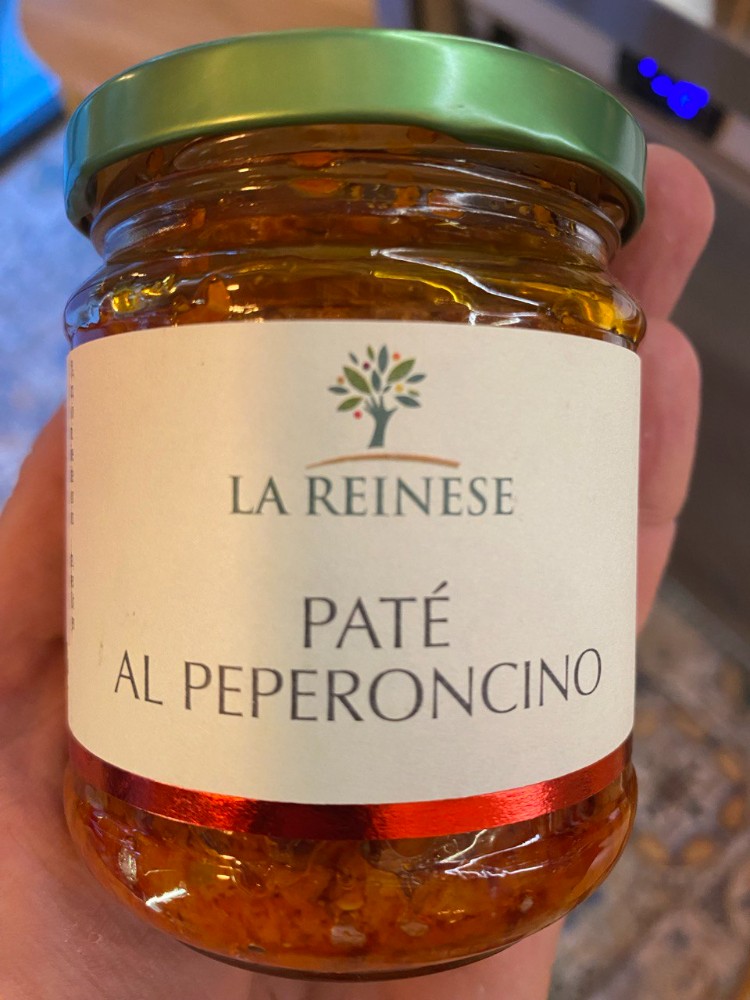 LA REINESE
PATÉ
AL PEPERONCINO